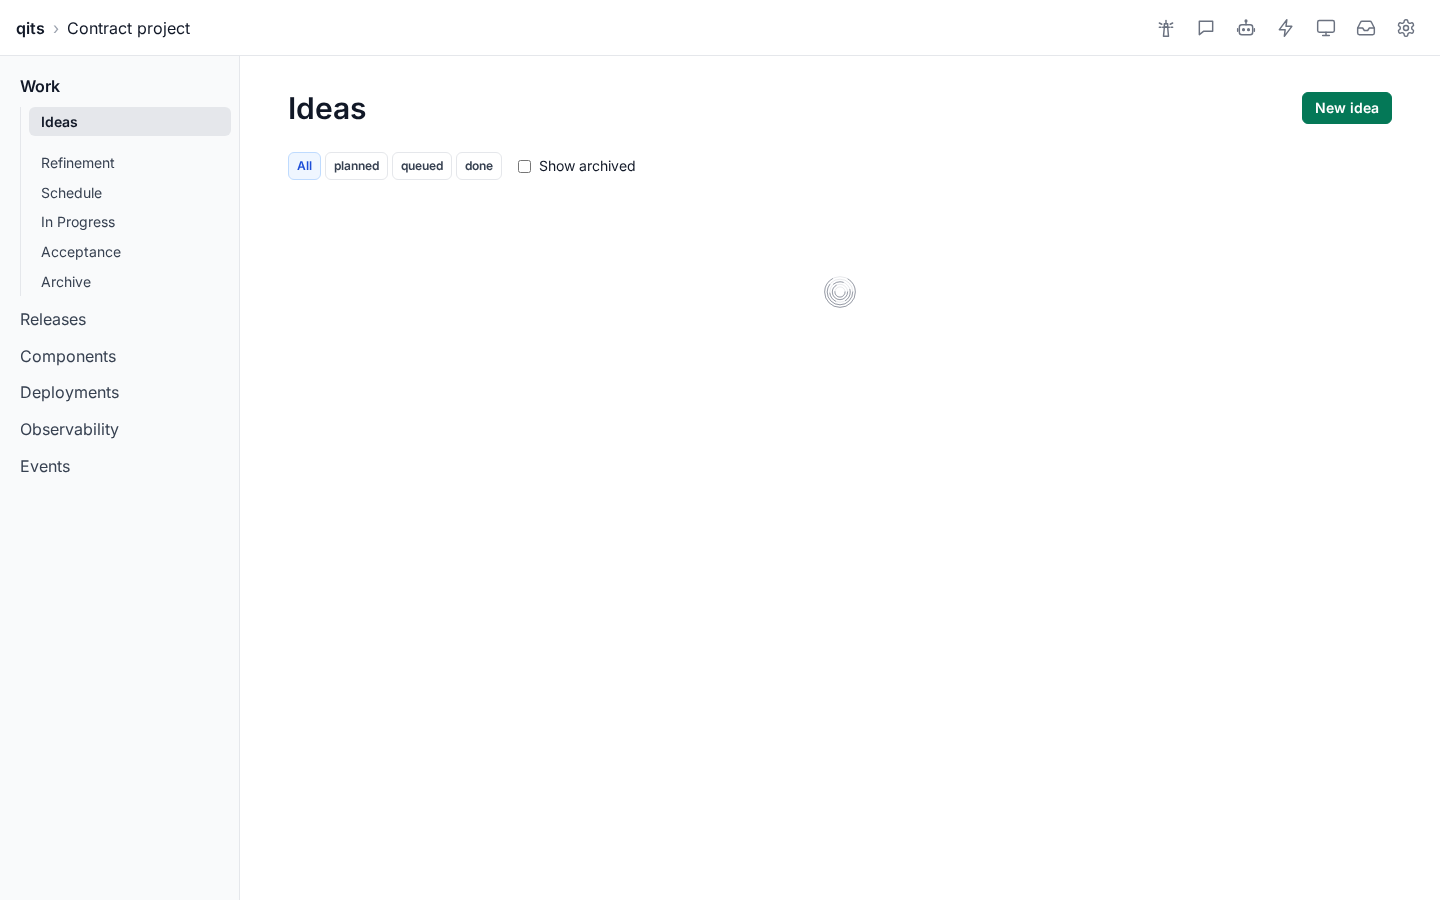 qits › Contract project
Work
Ideas
Refinement
Schedule
In Progress
Acceptance
Archive
Releases
Components
Deployments
Observability
Events
Ideas
New idea
All planned queued done Show archived